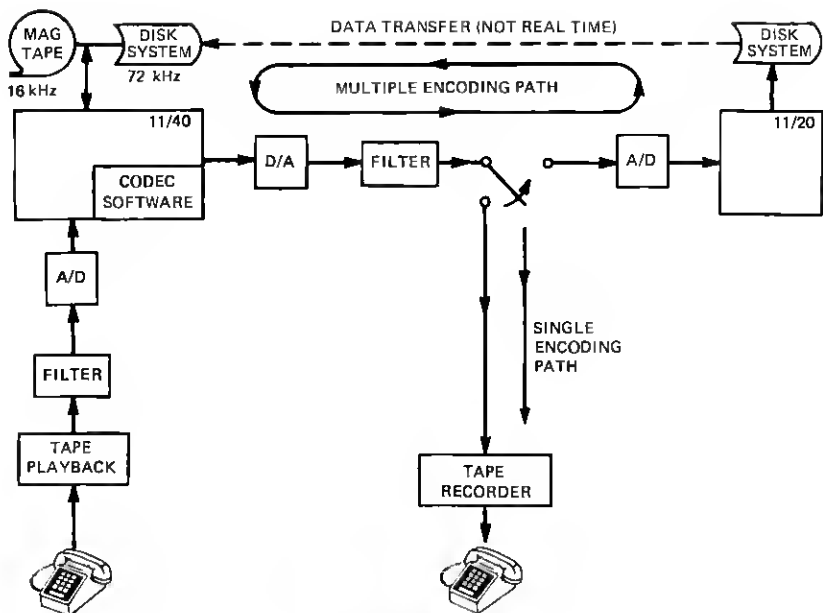 MAG
TAPE
DISK
SYSTEM
DATA TRANSFER (NOT REAL TIME)
DISK
SYSTEM
16 kHz
72 kHz
MULTIPLE ENCODING PATH
11/40
11/20
CODEC
SOFTWARE
D/A
FILTER
A/D
A/D
SINGLE
ENCODING
PATH
FILTER
TAPE
PLAYBACK
TAPE
RECORDER